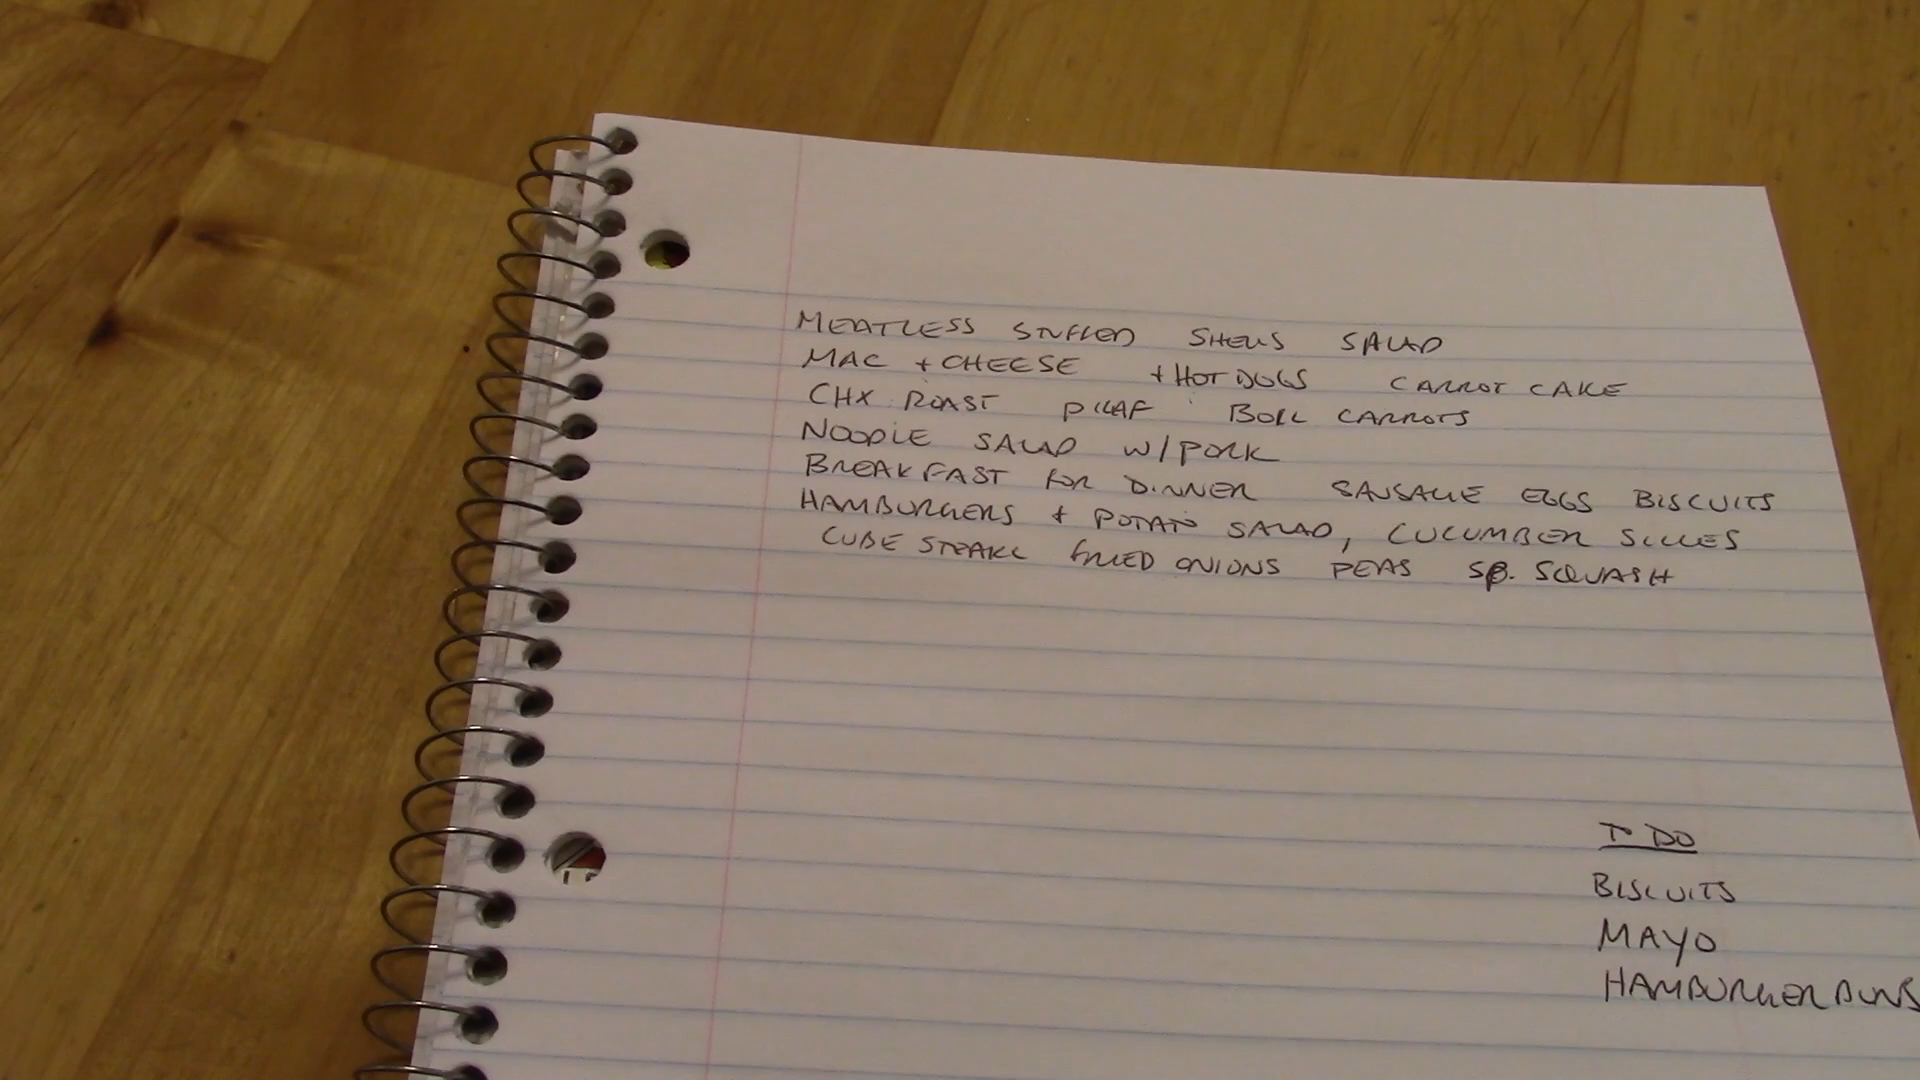 MEATLESS STUFFED SHELLS SALAD
MAC + CHEESE + HOT DOGS CARROT CAKE
CHX ROAST PILAF BOIL CARROTS
NOODLE SALAD W/ PORK
BREAKFAST FOR DINNER SAUSAGE EGGS BISCUITS
HAMBURGERS + POTATO SALAD, CUCUMBER SLICES
CUBE STEAK FRIED ONIONS PEAS SP. SQUASH
TO DO
BISCUITS
MAYO
HAMBURGER BUNS